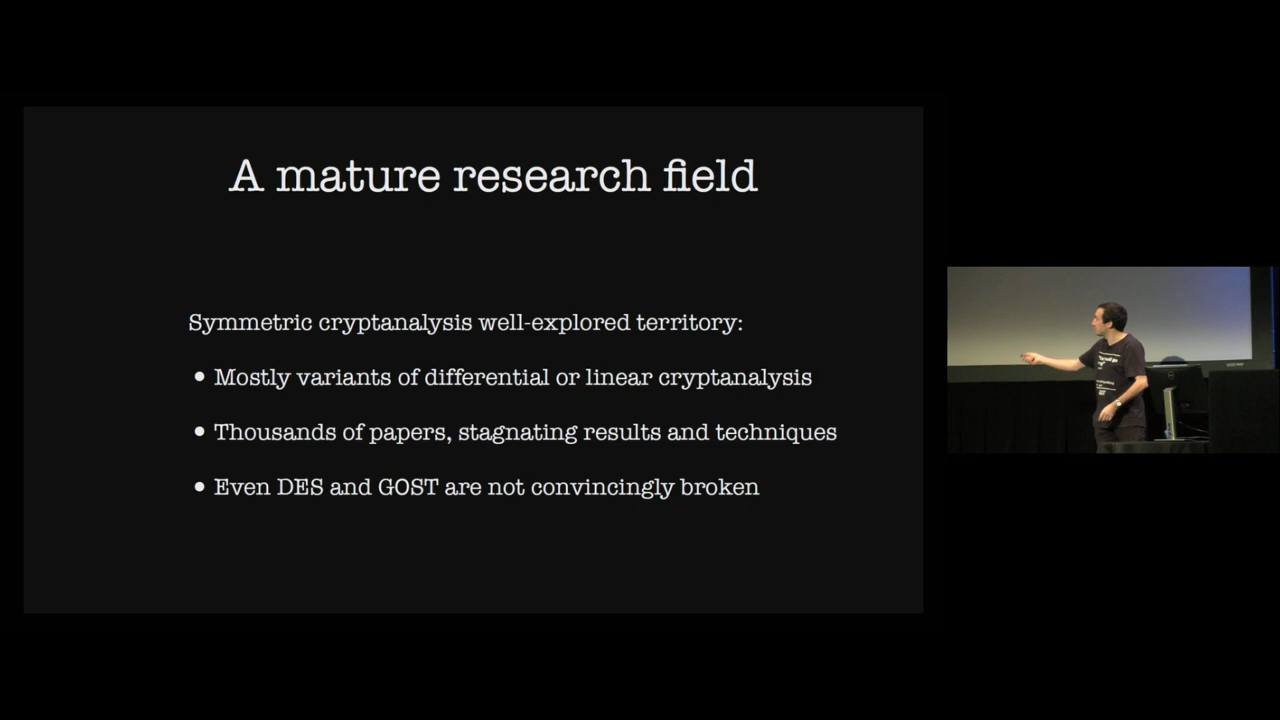 A mature research field
Symmetric cryptanalysis well-explored territory:
• Mostly variants of differential or linear cryptanalysis
• Thousands of papers, stagnating results and techniques
• Even DES and GOST are not convincingly broken